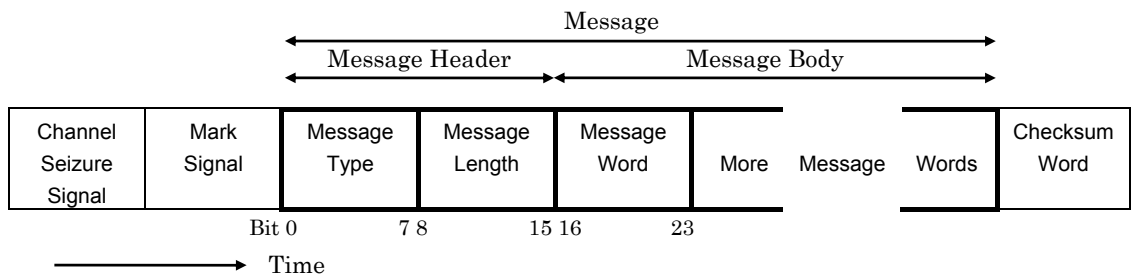 Message
Message Header
Message Body
Channel Seizure Signal
Mark Signal
Message Type
Message Length
Message Word
More Message Words
Checksum Word
Bit 0 7 8 15 16 23
Time